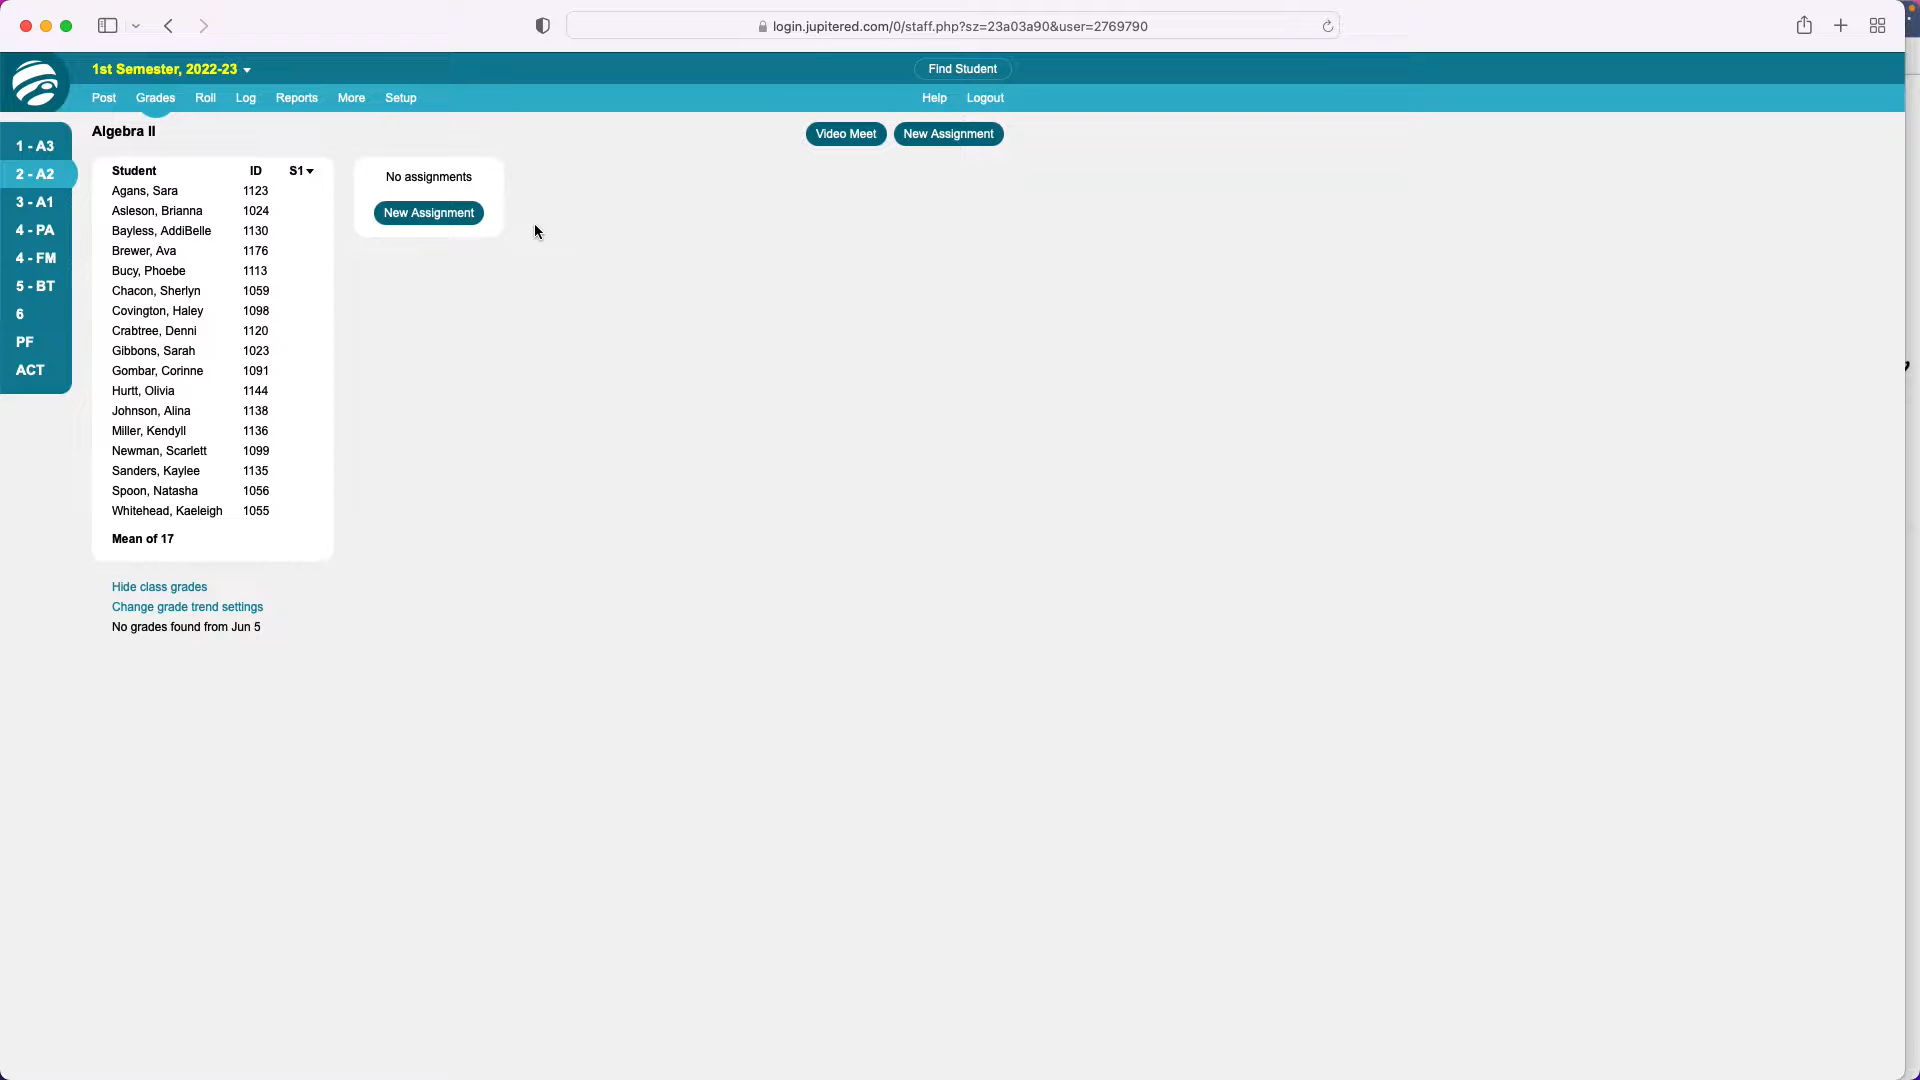 login.jupitered.com/0/staff.php?sz=23a03a90&user=2769790
1st Semester, 2022-23
Find Student
Post Grades Roll Log Reports More Setup
Help Logout
Algebra II
Video Meet
New Assignment
1 - A3
2 - A2
3 - A1
4 - PA
4 - FM
5 - BT
6
PF
ACT
Student ID S1
Agans, Sara 1123
Asleson, Brianna 1024
Bayless, AddiBelle 1130
Brewer, Ava 1176
Bucy, Phoebe 1113
Chacon, Sherlyn 1059
Covington, Haley 1098
Crabtree, Denni 1120
Gibbons, Sarah 1023
Gombar, Corinne 1091
Hurtt, Olivia 1144
Johnson, Alina 1138
Miller, Kendyll 1136
Newman, Scarlett 1099
Sanders, Kaylee 1135
Spoon, Natasha 1056
Whitehead, Kaeleigh 1055
Mean of 17
No assignments
New Assignment
Hide class grades
Change grade trend settings
No grades found from Jun 5